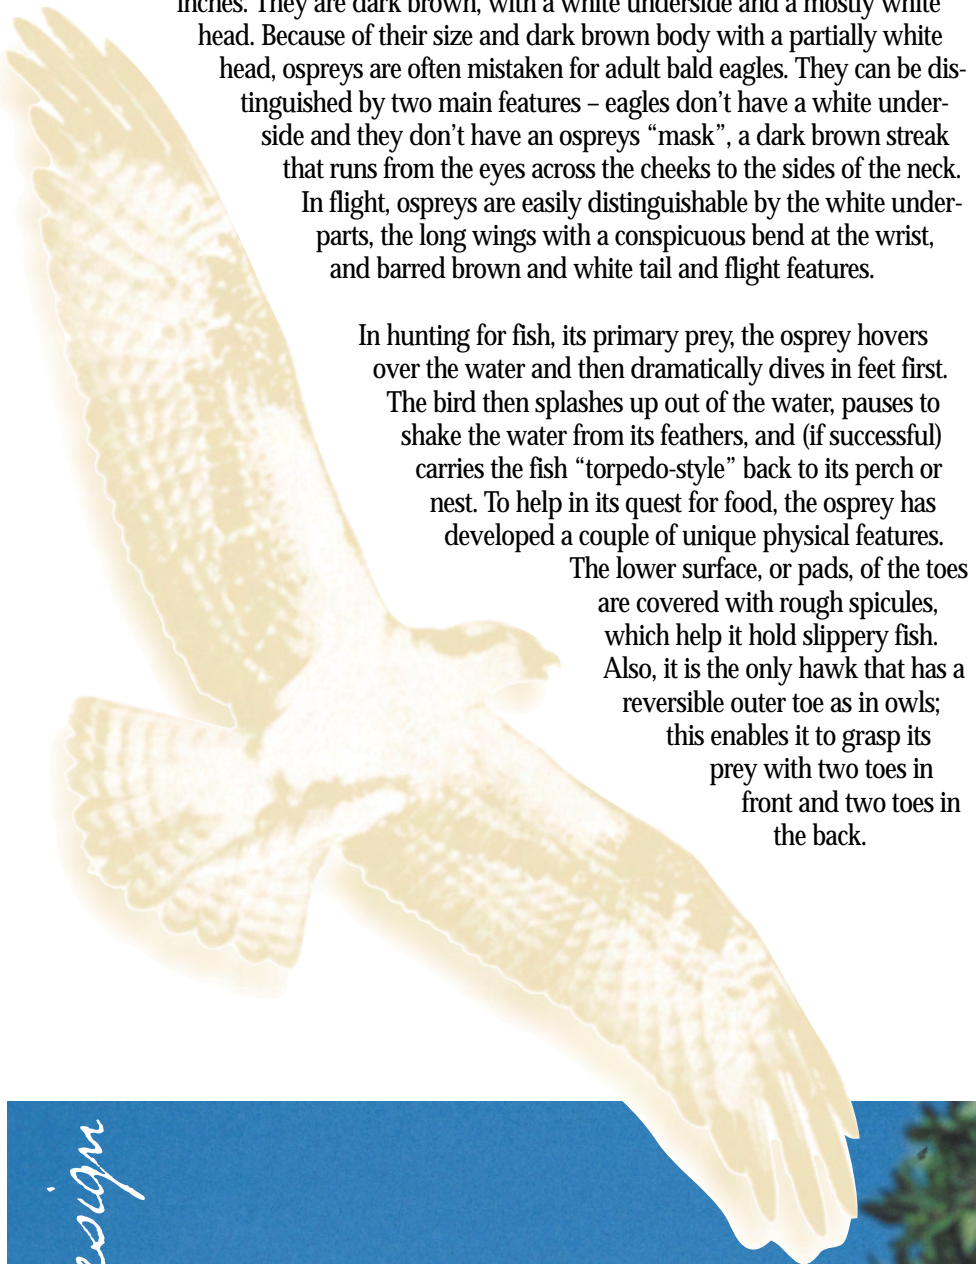 inches. They are dark brown, with a white underside and a mostly white
head. Because of their size and dark brown body with a partially white
head, ospreys are often mistaken for adult bald eagles. They can be dis-
tinguished by two main features – eagles don’t have a white under-
side and they don’t have an ospreys “mask”, a dark brown streak
that runs from the eyes across the cheeks to the sides of the neck.
In flight, ospreys are easily distinguishable by the white under-
parts, the long wings with a conspicuous bend at the wrist,
and barred brown and white tail and flight features.
In hunting for fish, its primary prey, the osprey hovers
over the water and then dramatically dives in feet first.
The bird then splashes up out of the water, pauses to
shake the water from its feathers, and (if successful)
carries the fish “torpedo-style” back to its perch or
nest. To help in its quest for food, the osprey has
developed a couple of unique physical features.
The lower surface, or pads, of the toes
are covered with rough spicules,
which help it hold slippery fish.
Also, it is the only hawk that has a
reversible outer toe as in owls;
this enables it to grasp its
prey with two toes in
front and two toes in
the back.
esign